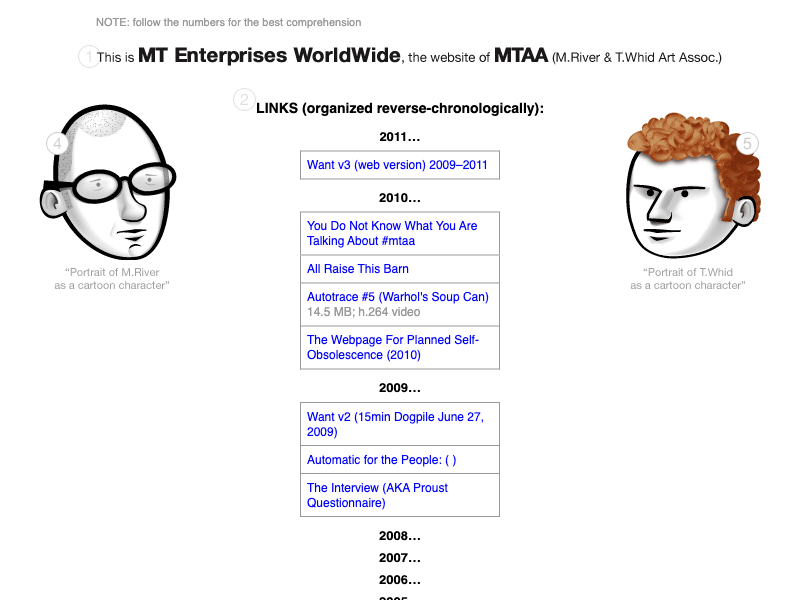 NOTE: follow the numbers for the best comprehension
1 This is MT Enterprises WorldWide, the website of MTAA (M.River & T.Whid Art Assoc.)
2 LINKS (organized reverse-chronologically):
4
“Portrait of M.River
as a cartoon character”
5
“Portrait of T.Whid
as a cartoon character”
2011…
Want v3 (web version) 2009–2011
2010…
You Do Not Know What You Are
Talking About #mtaa
All Raise This Barn
Autotrace #5 (Warhol's Soup Can)
14.5 MB; h.264 video
The Webpage For Planned Self-
Obsolescence (2010)
2009…
Want v2 (15min Dogpile June 27,
2009)
Automatic for the People: ( )
The Interview (AKA Proust
Questionnaire)
2008…
2007…
2006…